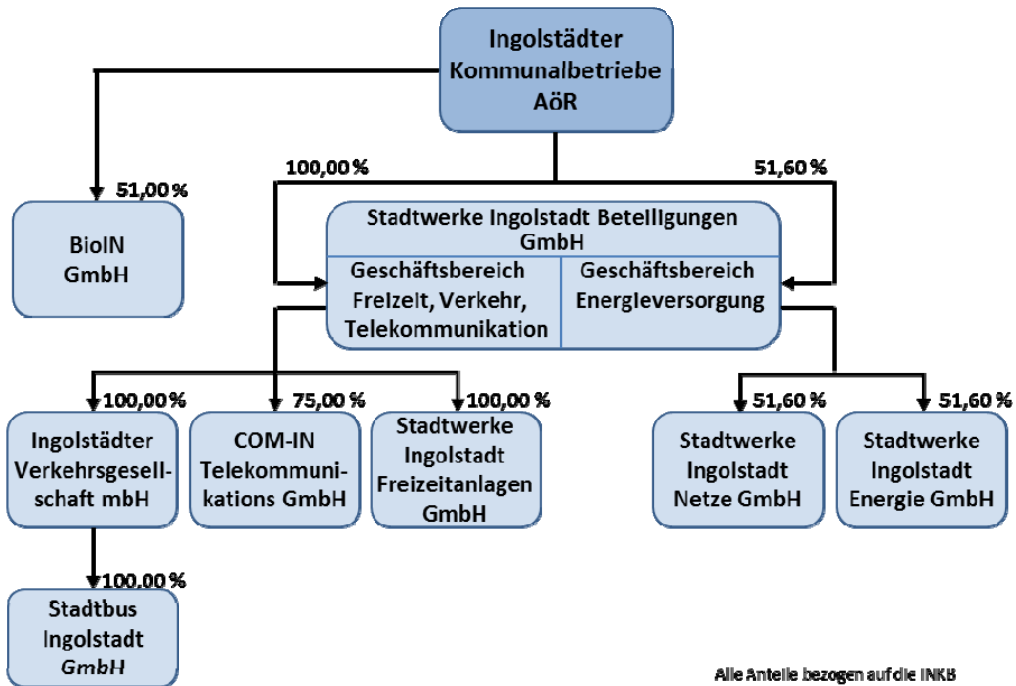 Ingolstädter
Kommunalbetriebe
AöR
100,00 %
51,60 %
51,00 %
BioIN
GmbH
Stadtwerke Ingolstadt Beteiligungen
GmbH
Geschäftsbereich
Freizeit, Verkehr,
Telekommunikation
Geschäftsbereich
Energieversorgung
100,00 %
75,00 %
100,00 %
51,60 %
51,60 %
Ingolstädter
Verkehrsgesell-
schaft mbH
COM-IN
Telekommuni-
kations GmbH
Stadtwerke
Ingolstadt
Freizeitanlagen
GmbH
Stadtwerke
Ingolstadt
Netze GmbH
Stadtwerke
Ingolstadt
Energie GmbH
100,00 %
Stadtbus
Ingolstadt
GmbH
Alle Anteile bezogen auf die INKB